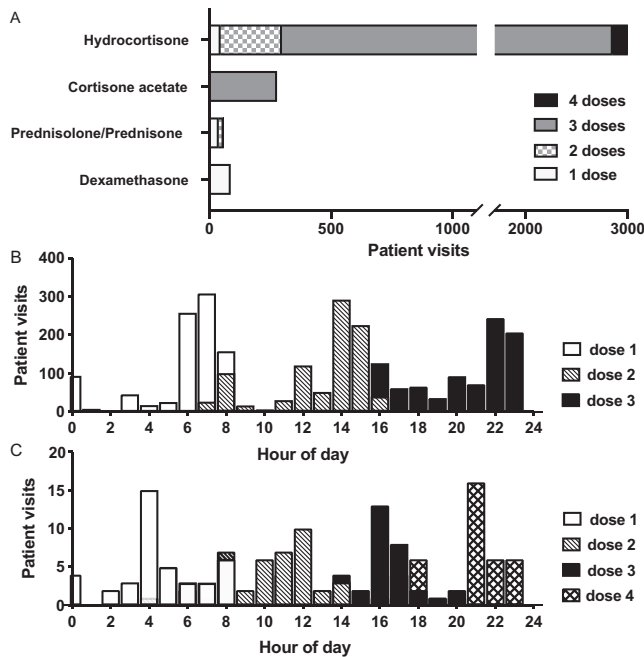 A
Hydrocortisone
Cortisone acetate
Prednisolone/Prednisone
Dexamethasone
4 doses
3 doses
2 doses
1 dose
0 500 1000 2000 3000
Patient visits
B
400
300
200
100
0
Patient visits
dose 1
dose 2
dose 3
0 2 4 6 8 10 12 14 16 18 20 22 24
Hour of day
C
20
15
10
5
0
Patient visits
dose 1
dose 2
dose 3
dose 4
0 2 4 6 8 10 12 14 16 18 20 22 24
Hour of day